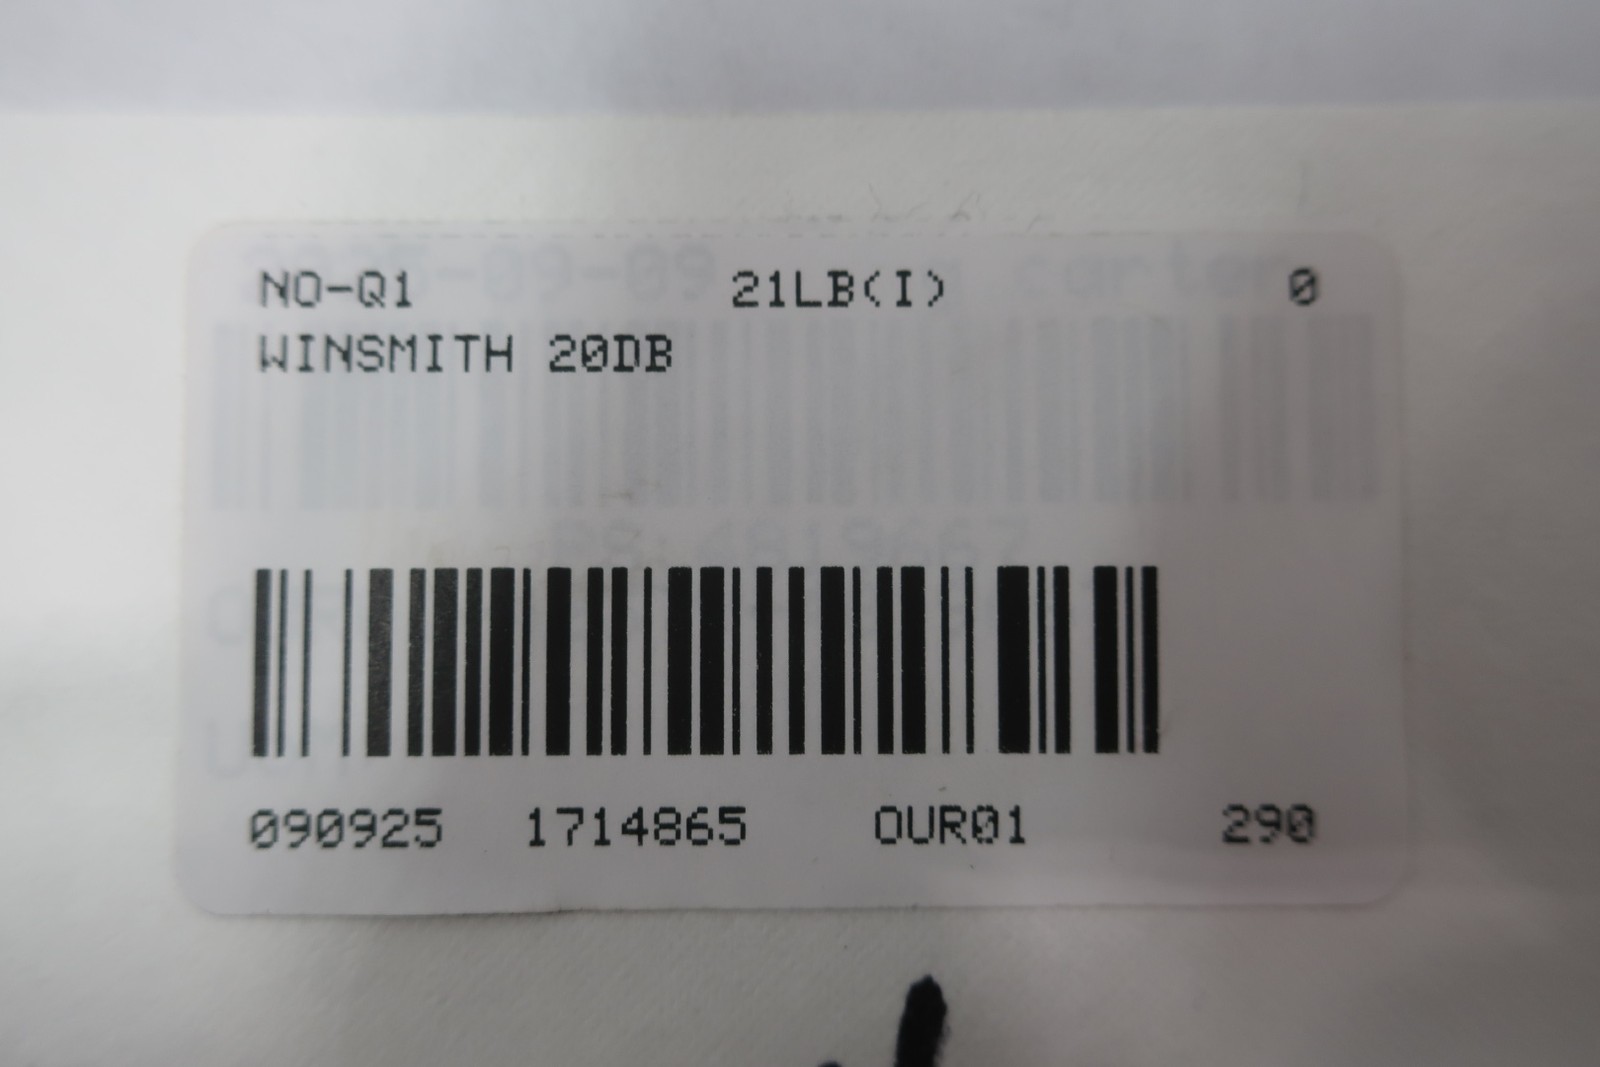 NO-Q1 21LB(I) 0
WINSMITH 20DB
090925 1714865 OUR01 290